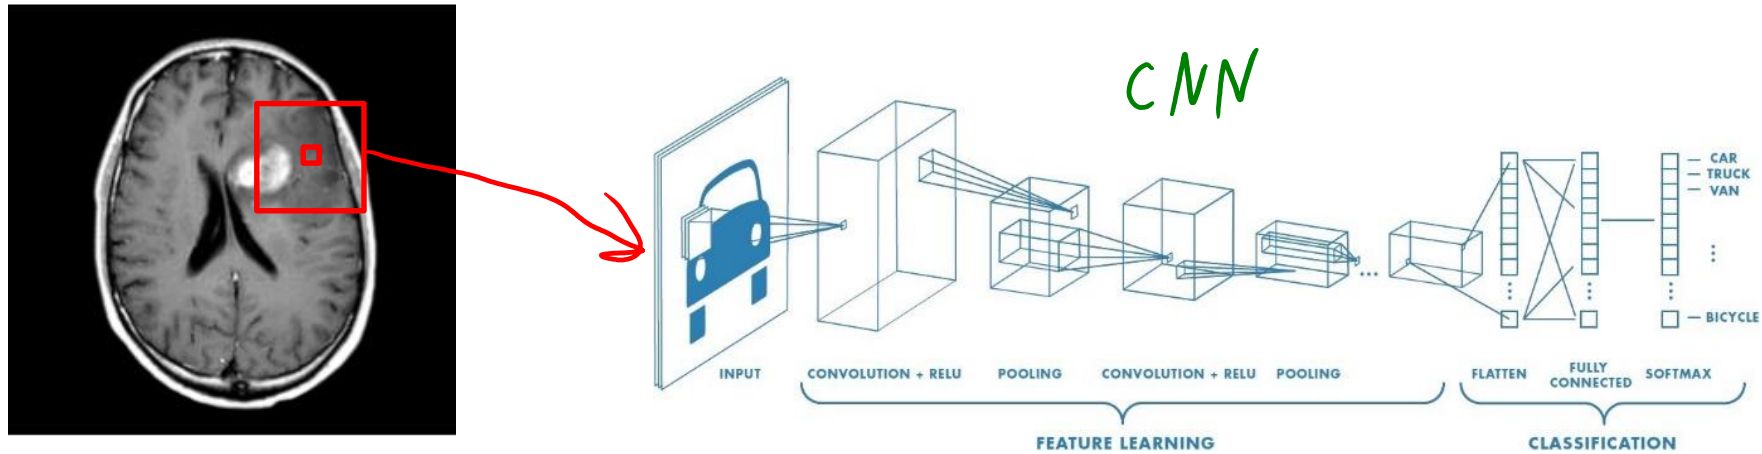 CNN
CAR
TRUCK
VAN
BICYCLE
INPUT
CONVOLUTION + RELU
POOLING
CONVOLUTION + RELU
POOLING
FLATTEN
FULLY
CONNECTED
SOFTMAX
FEATURE LEARNING
CLASSIFICATION